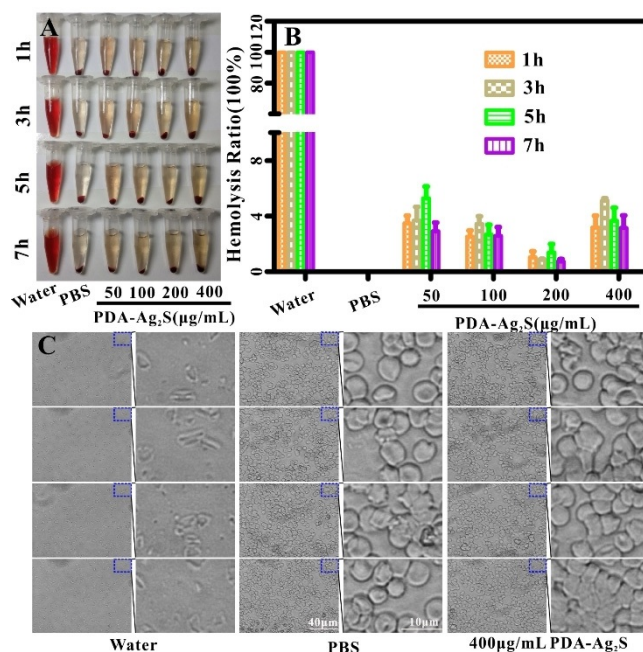 A
1h
3h
5h
7h
Water
PBS
50
100
200
400
PDA-Ag₂S(μg/mL)
B
Hemolysis Ratio(100%)
120
100
80
60
8
4
0
1h
3h
5h
7h
Water
PBS
50
100
200
400
PDA-Ag₂S(μg/mL)
C
40μm
10μm
Water
PBS
400μg/mL PDA-Ag₂S